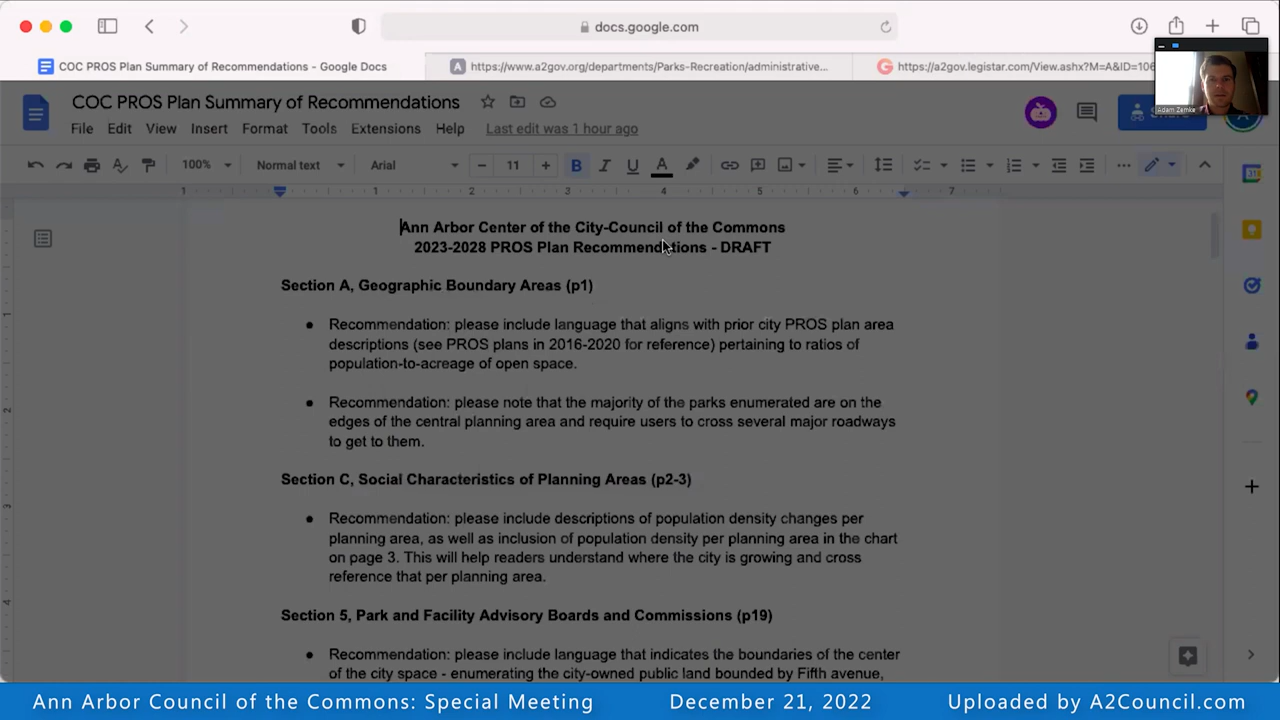 docs.google.com
COC PROS Plan Summary of Recommendations - Google Docs
https://www.a2gov.org/departments/Parks-Recreation/administrative...
https://a2gov.legistar.com/View.ashx?M=A&ID=106
Adam Zemke
COC PROS Plan Summary of Recommendations
File Edit View Insert Format Tools Extensions Help Last edit was 1 hour ago
100% Normal text Arial 11 B I U A
1 1 2 3 4 5 6 7
Ann Arbor Center of the City-Council of the Commons
2023-2028 PROS Plan Recommendations - DRAFT
Section A, Geographic Boundary Areas (p1)
● Recommendation: please include language that aligns with prior city PROS plan area
descriptions (see PROS plans in 2016-2020 for reference) pertaining to ratios of
population-to-acreage of open space.
● Recommendation: please note that the majority of the parks enumerated are on the
edges of the central planning area and require users to cross several major roadways
to get to them.
Section C, Social Characteristics of Planning Areas (p2-3)
● Recommendation: please include descriptions of population density changes per
planning area, as well as inclusion of population density per planning area in the chart
on page 3. This will help readers understand where the city is growing and cross
reference that per planning area.
Section 5, Park and Facility Advisory Boards and Commissions (p19)
● Recommendation: please include language that indicates the boundaries of the center
of the city space - enumerating the city-owned public land bounded by Fifth avenue,
Ann Arbor Council of the Commons: Special Meeting December 21, 2022 Uploaded by A2Council.com